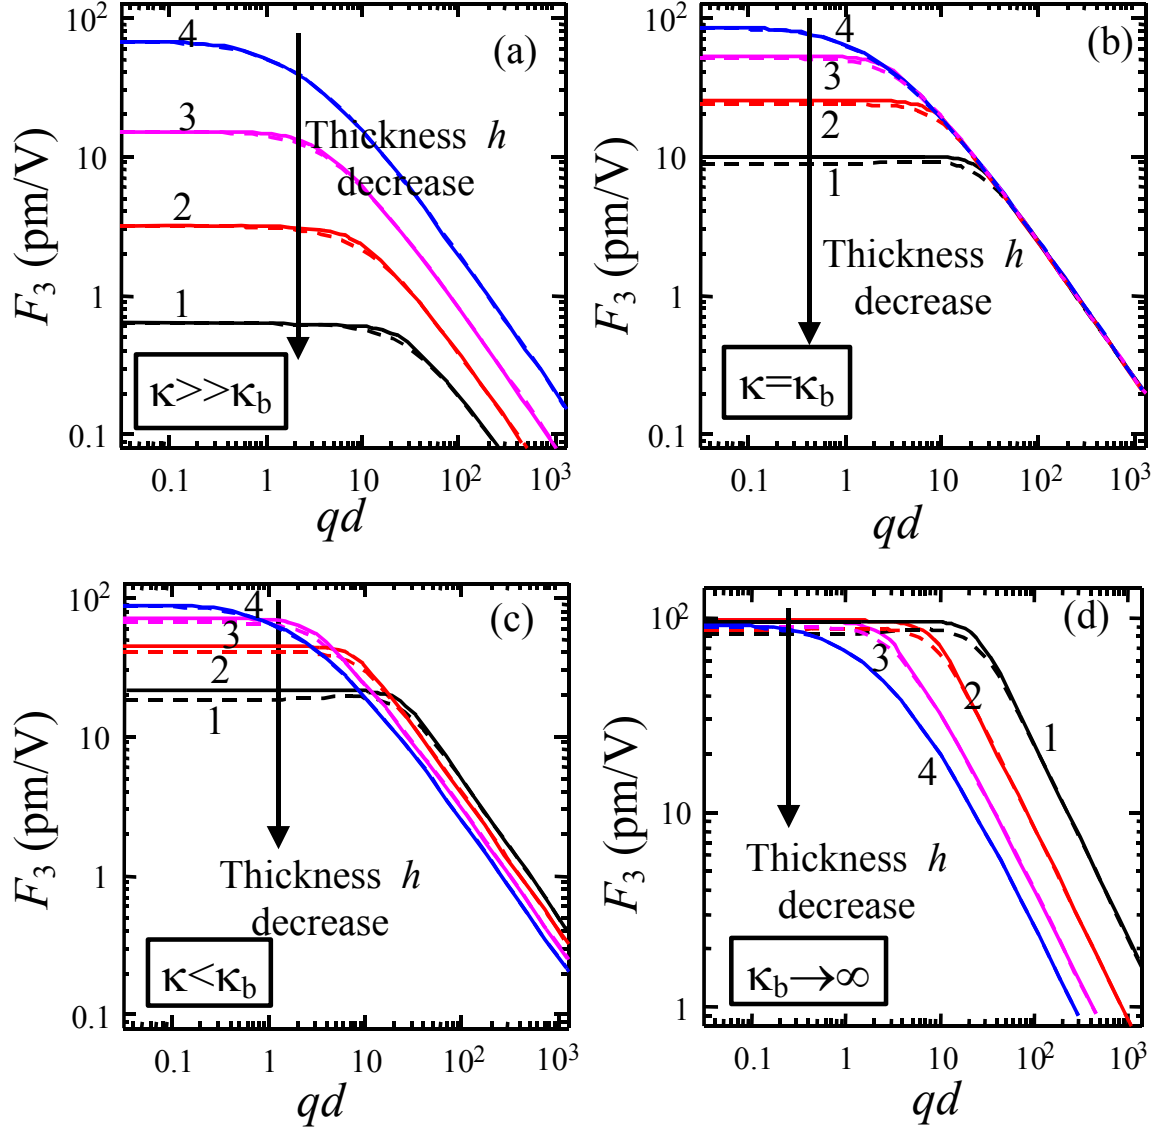 (a)
10²
10
1
0.1
F₃ (pm/V)
4
3
2
1
Thickness h
decrease
κ>>κb
0.1 1 10 10² 10³
qd
(b)
10²
10
1
0.1
F₃ (pm/V)
4
3
2
1
Thickness h
decrease
κ=κb
0.1 1 10 10² 10³
qd
(c)
10²
10
1
0.1
F₃ (pm/V)
4
3
2
1
Thickness h
decrease
κ<κb
0.1 1 10 10² 10³
qd
(d)
10²
10
1
F₃ (pm/V)
3
2
1
4
Thickness h
decrease
κb→∞
0.1 1 10 10² 10³
qd